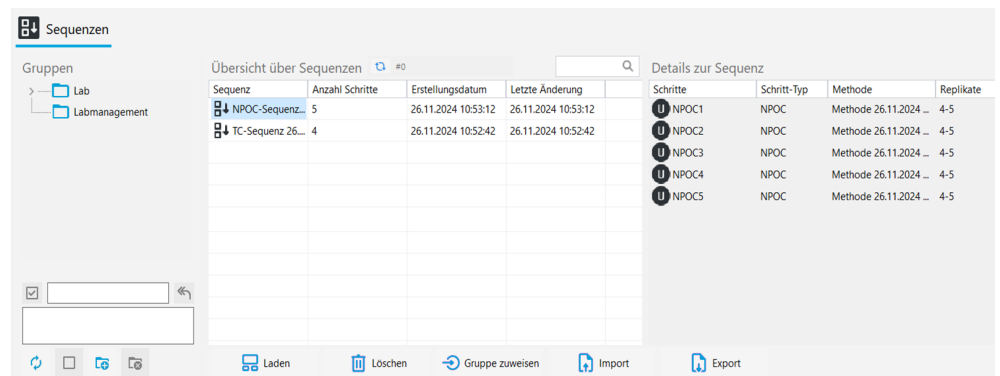 Sequenzen
Gruppen
Lab
Labmanagement
Übersicht über Sequenzen #0
Sequenz Anzahl Schritte Erstellungsdatum Letzte Änderung
NPOC-Sequenz... 5 26.11.2024 10:53:12 26.11.2024 10:53:12
TC-Sequenz 26.... 4 26.11.2024 10:52:42 26.11.2024 10:52:42
Details zur Sequenz
Schritte Schritt-Typ Methode Replikate
U NPOC1 NPOC Methode 26.11.2024 ... 4-5
U NPOC2 NPOC Methode 26.11.2024 ... 4-5
U NPOC3 NPOC Methode 26.11.2024 ... 4-5
U NPOC4 NPOC Methode 26.11.2024 ... 4-5
U NPOC5 NPOC Methode 26.11.2024 ... 4-5
Laden Löschen Gruppe zuweisen Import Export